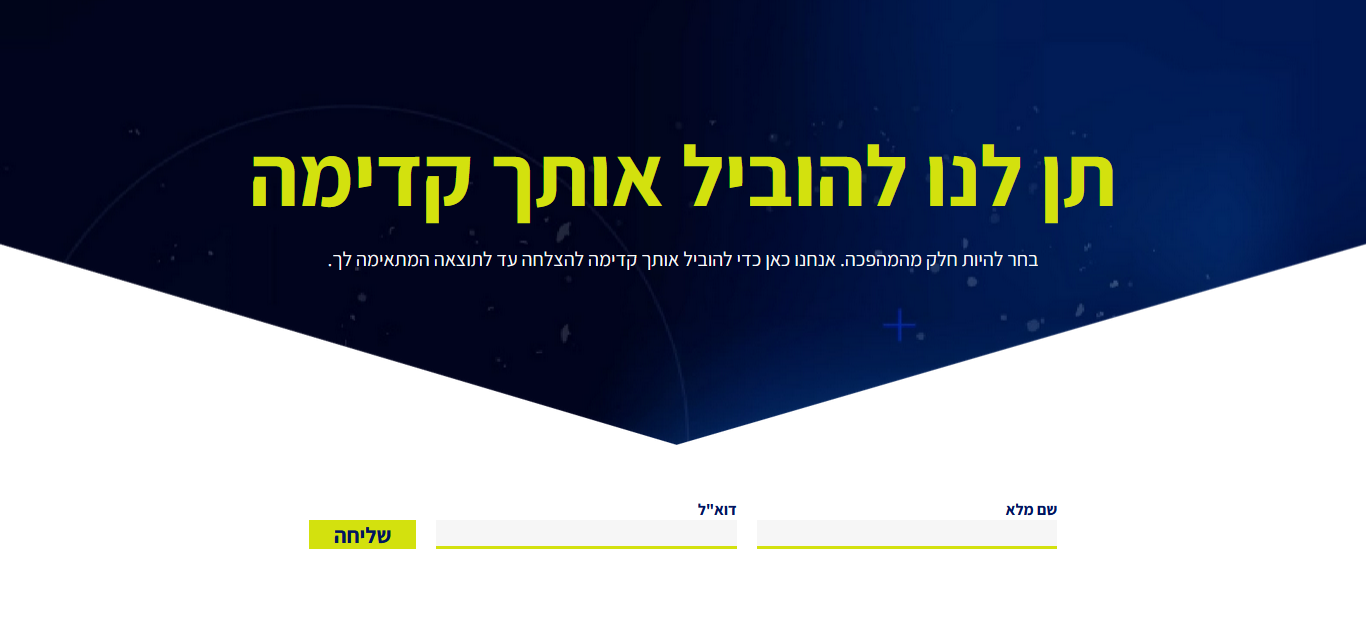 תן לנו להוביל אותך קדימה
בחר להיות חלק מהמהפכה. אנחנו כאן כדי להוביל אותך קדימה להצלחה עד לתוצאה המתאימה לך.
שם מלא
דוא"ל
שליחה